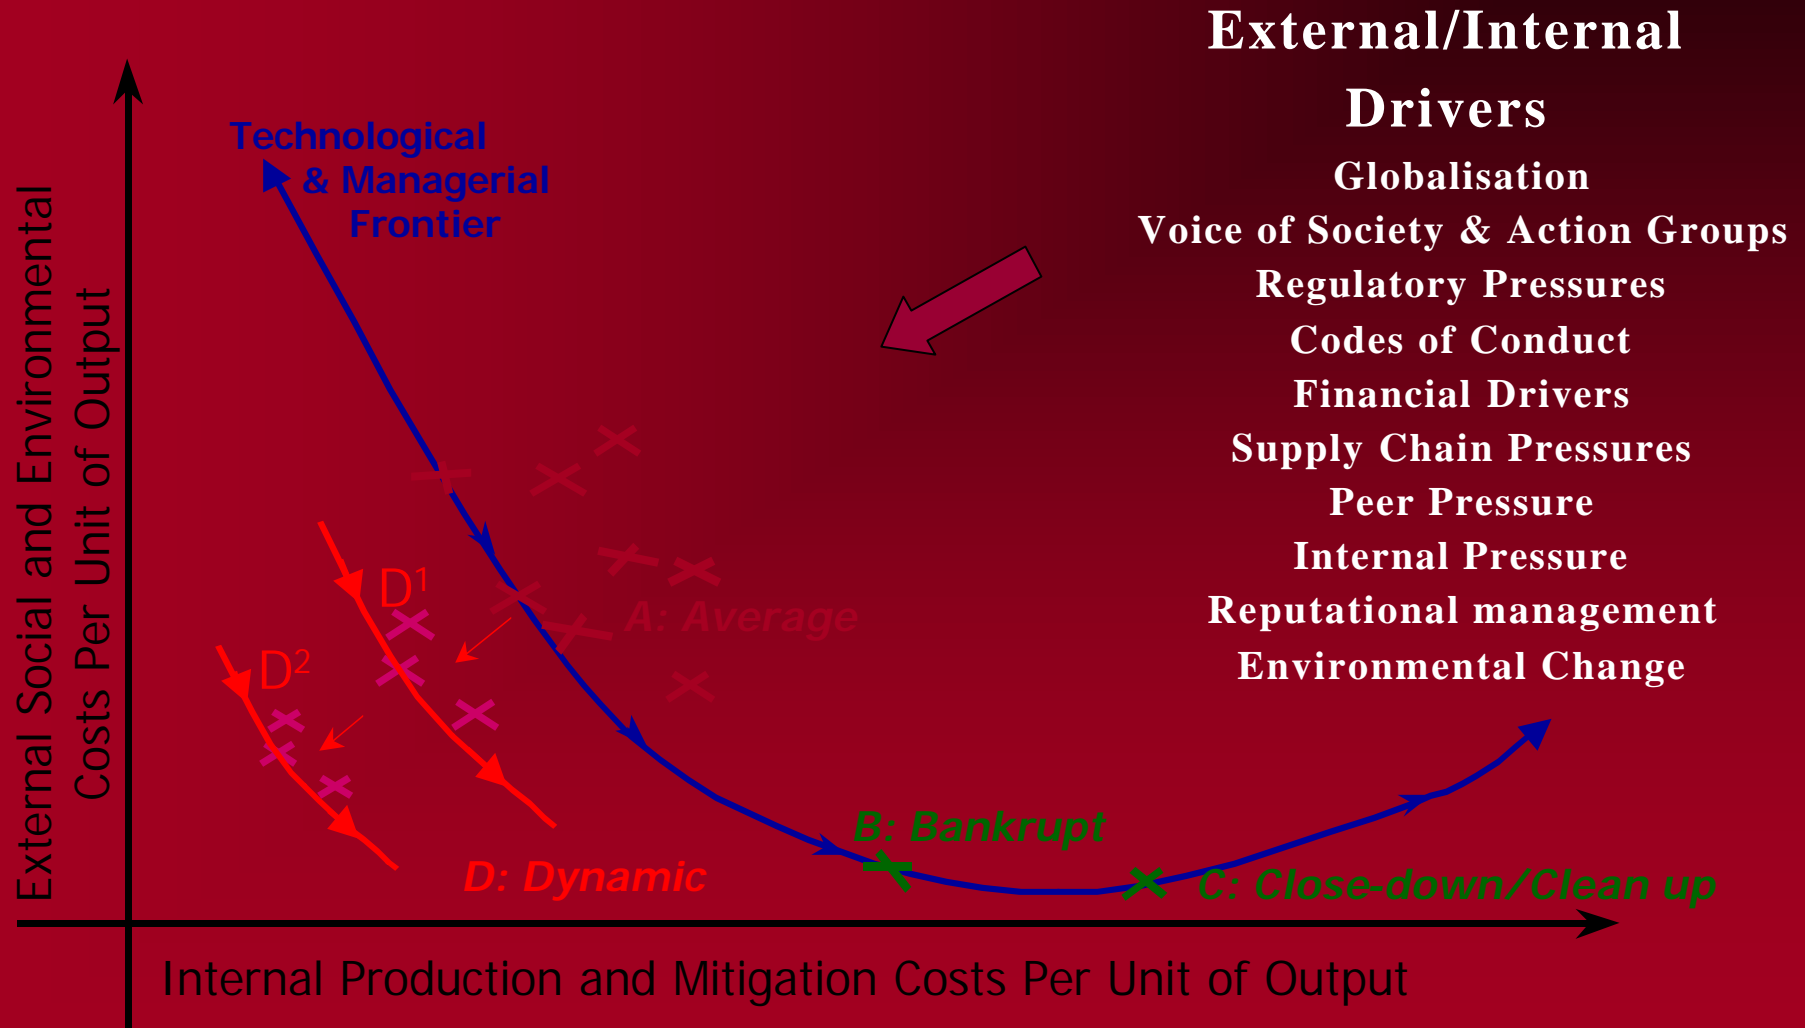 External/Internal
Drivers
Globalisation
Voice of Society & Action Groups
Regulatory Pressures
Codes of Conduct
Financial Drivers
Supply Chain Pressures
Peer Pressure
Internal Pressure
Reputational management
Environmental Change
Technological
& Managerial
Frontier
External Social and Environmental
Costs Per Unit of Output
D¹
D²
A: Average
B: Bankrupt
C: Close-down/Clean up
D: Dynamic
Internal Production and Mitigation Costs Per Unit of Output